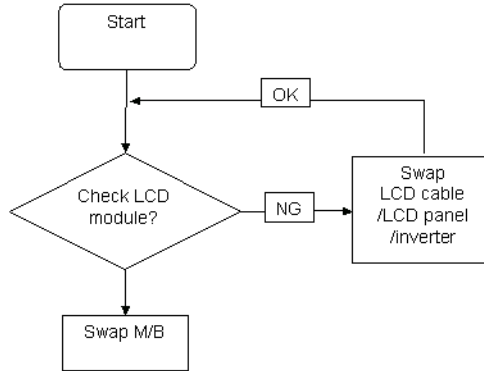 Start
OK
Check LCD
module?
NG
Swap
LCD cable
/LCD panel
/inverter
Swap M/B